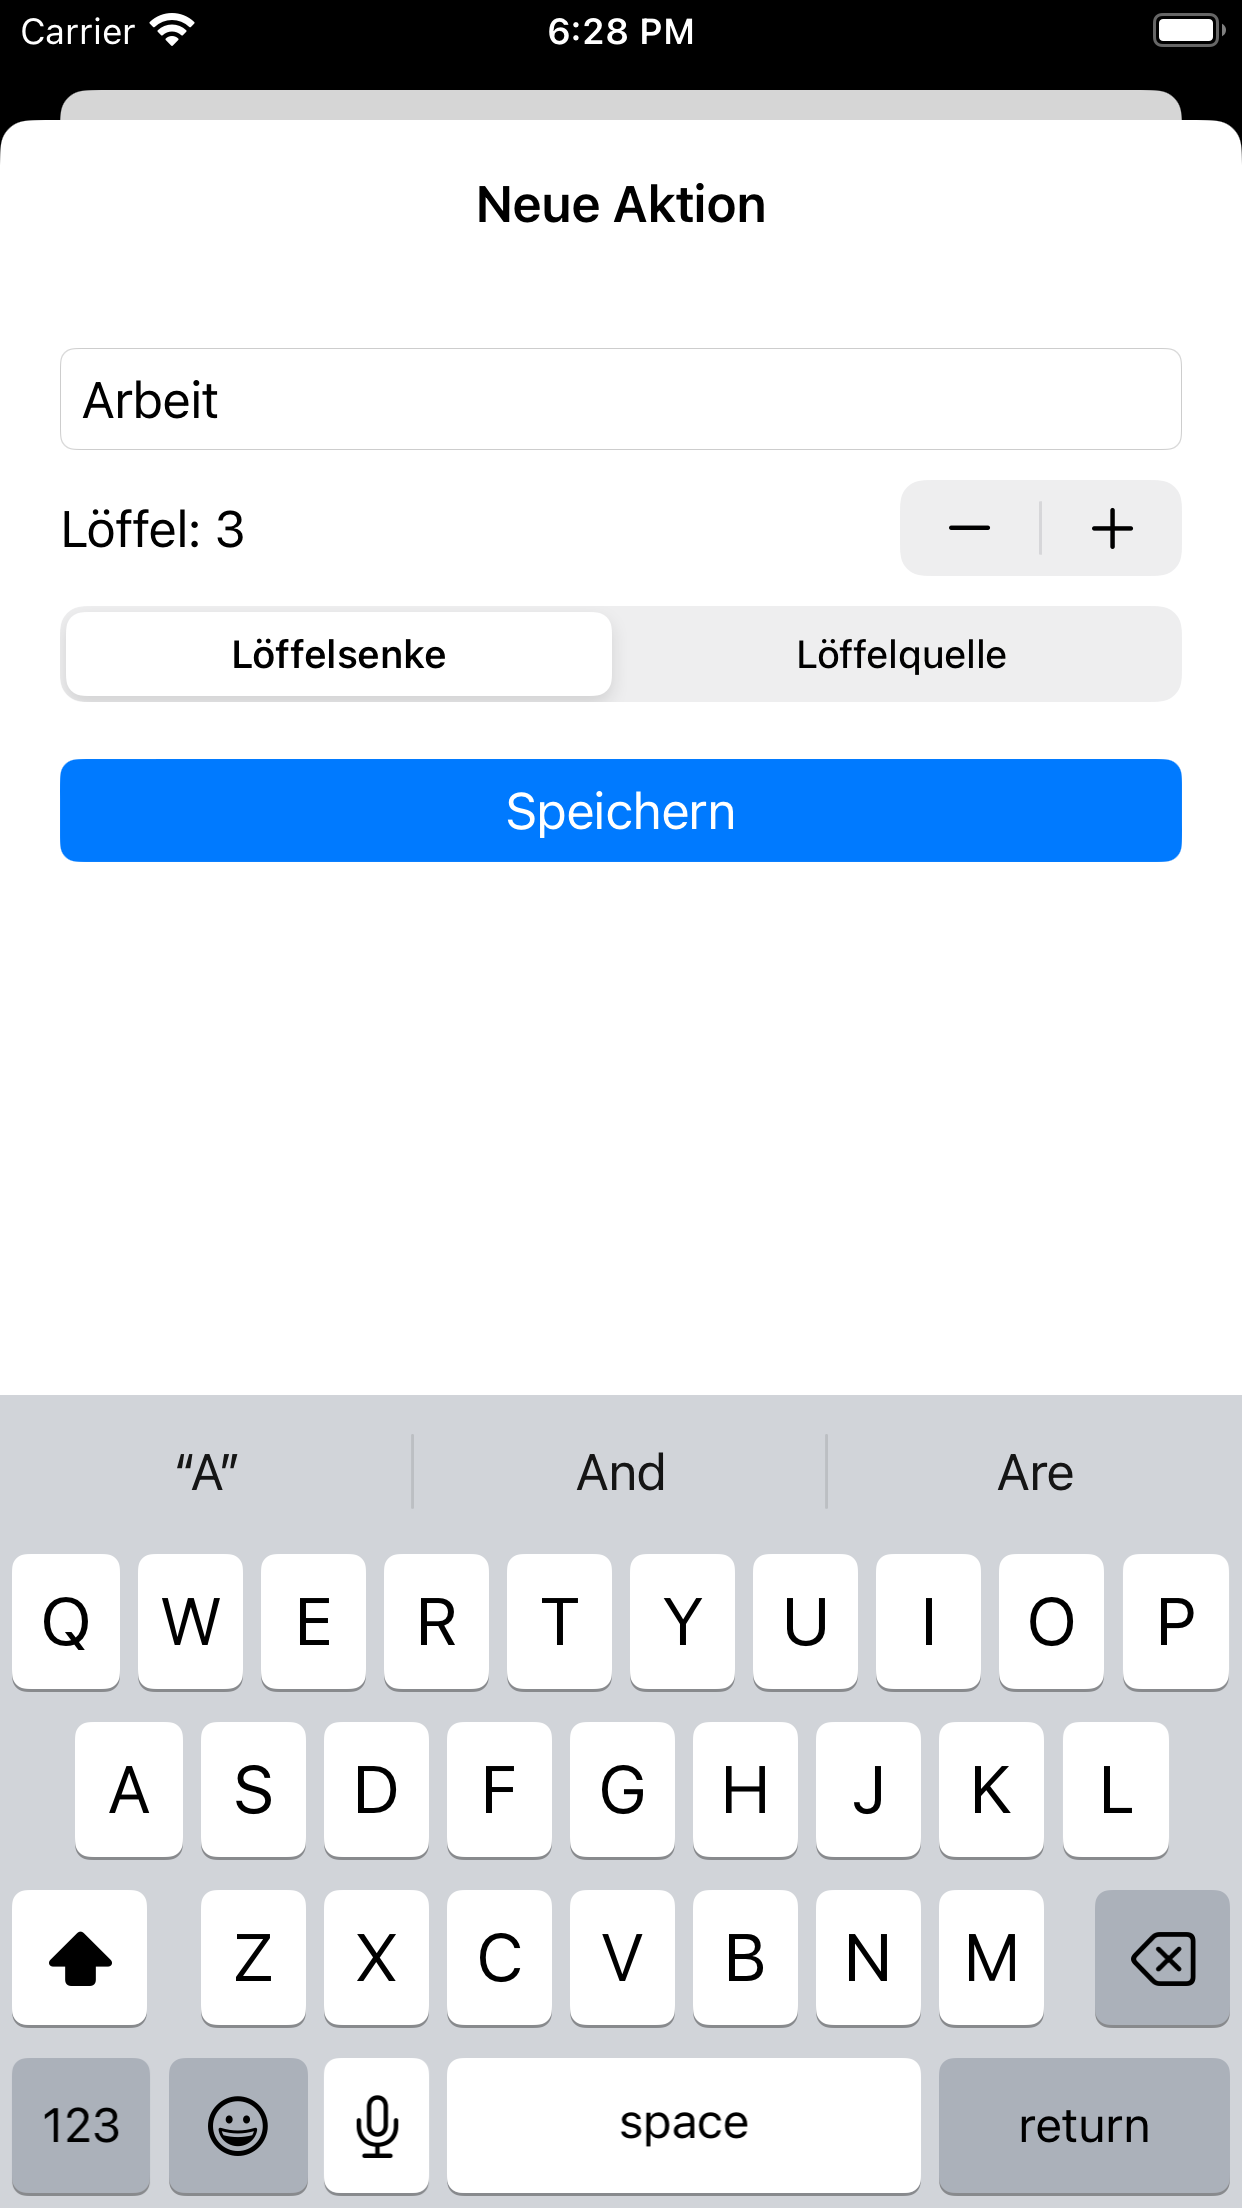 Carrier 6:28 PM
Neue Aktion
Arbeit
Löffel: 3
Löffelsenke Löffelquelle
Speichern
“A” And Are
Q W E R T Y U I O P
A S D F G H J K L
Z X C V B N M
123 space return